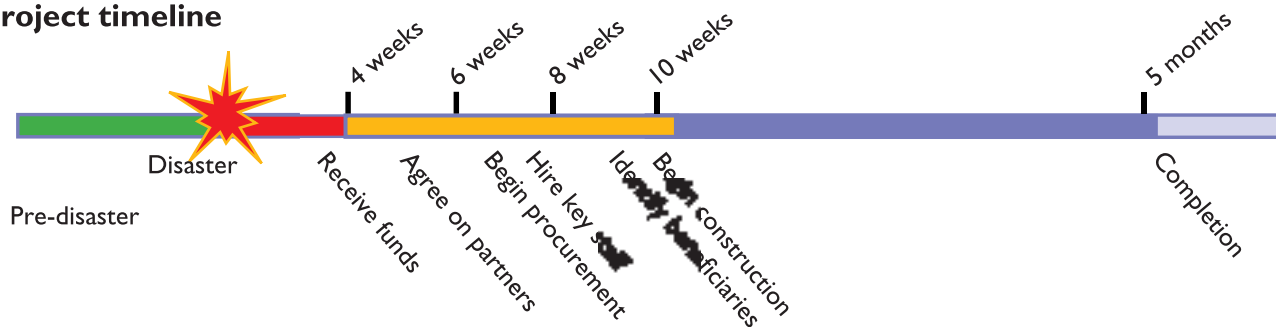 roject timeline
4 weeks
6 weeks
8 weeks
10 weeks
5 months
Disaster
Pre-disaster
Receive funds
Agree on partners
Begin procurement
Hire key
construction
Completion